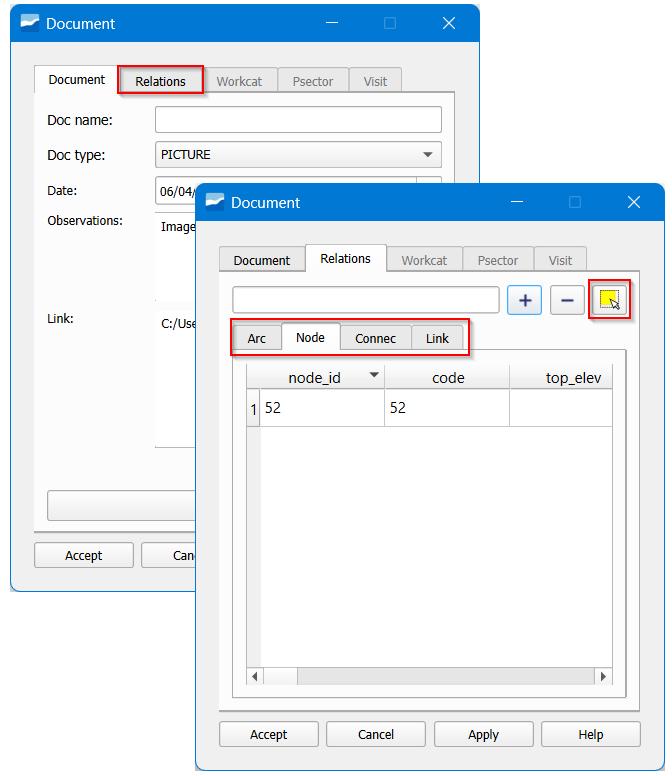 Document
Document Relations Workcat Psector Visit
Doc name:
Doc type: PICTURE
Date: 06/04/
Observations: Image
Link: C:/Use
Accept Can
Document
Document Relations Workcat Psector Visit
+ −
Arc Node Connec Link
node_id code top_elev
1 52 52
Accept Cancel Apply Help